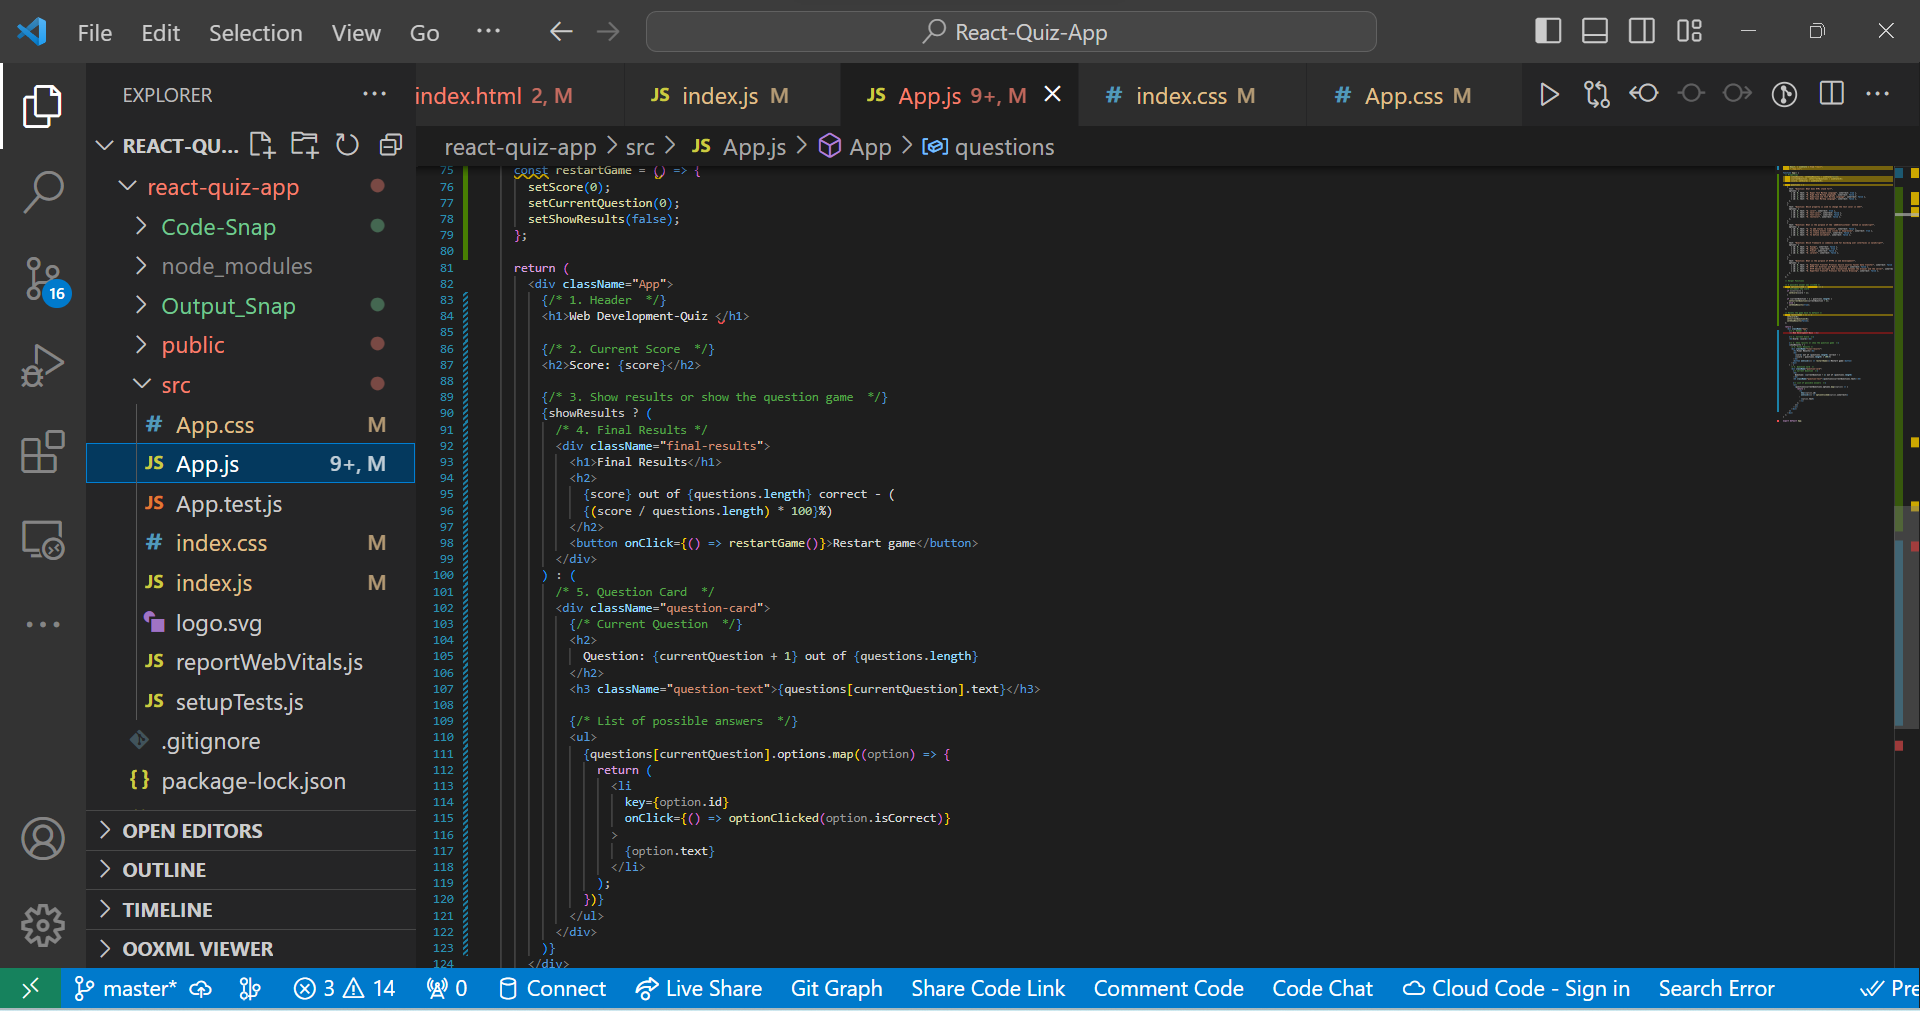 File Edit Selection View Go ··· React-Quiz-App
EXPLORER ···
index.html 2, M
JS index.js M
JS App.js 9+, M
# index.css M
# App.css M
react-quiz-app > src > JS App.js > App > questions
REACT-QU...
react-quiz-app
Code-Snap
node_modules
Output_Snap
public
src
# App.css M
JS App.js 9+, M
JS App.test.js
# index.css M
JS index.js M
logo.svg
JS reportWebVitals.js
JS setupTests.js
.gitignore
{} package-lock.json
OPEN EDITORS
OUTLINE
TIMELINE
OOXML VIEWER
16
75 const restartGame = () => {
76 setScore(0);
77 setCurrentQuestion(0);
78 setShowResults(false);
79 };
80
81 return (
82 <div className="App">
83 {/* 1. Header  */}
84 <h1>Web Development-Quiz </h1>
85
86 {/* 2. Current Score  */}
87 <h2>Score: {score}</h2>
88
89 {/* 3. Show results or show the question game  */}
90 {showResults ? (
91 /* 4. Final Results */
92 <div className="final-results">
93 <h1>Final Results</h1>
94 <h2>
95 {score} out of {questions.length} correct - (
96 {(score / questions.length) * 100}%)
97 </h2>
98 <button onClick={() => restartGame()}>Restart game</button>
99 </div>
100 ) : (
101 /* 5. Question Card  */
102 <div className="question-card">
103 {/* Current Question  */}
104 <h2>
105 Question: {currentQuestion + 1} out of {questions.length}
106 </h2>
107 <h3 className="question-text">{questions[currentQuestion].text}</h3>
108
109 {/* List of possible answers  */}
110 <ul>
111 {questions[currentQuestion].options.map((option) => {
112 return (
113 <li
114 key={option.id}
115 onClick={() => optionClicked(option.isCorrect)}
116 >
117 {option.text}
118 </li>
119 );
120 })}
121 </ul>
122 </div>
123 )}
124 </div>
master* 3 14 0 Connect Live Share Git Graph Share Code Link Comment Code Code Chat Cloud Code - Sign in Search Error Pre